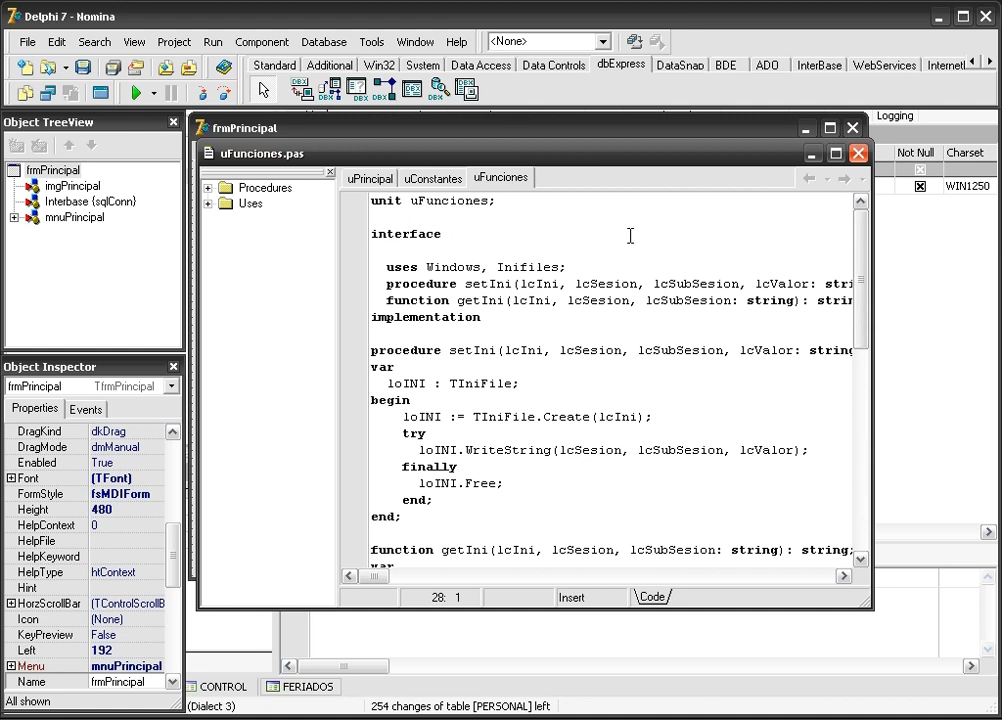 Delphi 7 - Nomina
File Edit Search View Project Run Component Database Tools Window Help <None>
Standard Additional Win32 System Data Access Data Controls dbExpress DataSnap BDE ADO InterBase WebServices
Object TreeView
frmPrincipal
imgPrincipal
Interbase {sqlConn}
mnuPrincipal
Object Inspector
frmPrincipal TfrmPrincipal
Properties Events
DragKind dkDrag
DragMode dmManual
Enabled True
Font (TFont)
FormStyle fsMDIForm
Height 480
HelpContext 0
HelpFile
HelpKeyword
HelpType htContext
Hint
HorzScrollBar (TControlScrollB
Icon (None)
KeyPreview False
Left 192
Menu mnuPrincipal
Name frmPrincipal
All shown
frmPrincipal
uFunciones.pas
Procedures
Uses
uPrincipal uConstantes uFunciones
unit uFunciones;
interface
uses Windows, Inifiles;
procedure setIni(lcIni, lcSesion, lcSubSesion, lcValor: stri
function getIni(lcIni, lcSesion, lcSubSesion: string): strin
implementation
procedure setIni(lcIni, lcSesion, lcSubSesion, lcValor: string
var
loINI : TIniFile;
begin
loINI := TIniFile.Create(lcIni);
try
loINI.WriteString(lcSesion, lcSubSesion, lcValor);
finally
loINI.Free;
end;
end;
function getIni(lcIni, lcSesion, lcSubSesion: string): string;
var
28: 1 Insert Code
Logging
Not Null Charset
WIN1250
CONTROL FERIADOS
(Dialect 3) 254 changes of table [PERSONAL] left